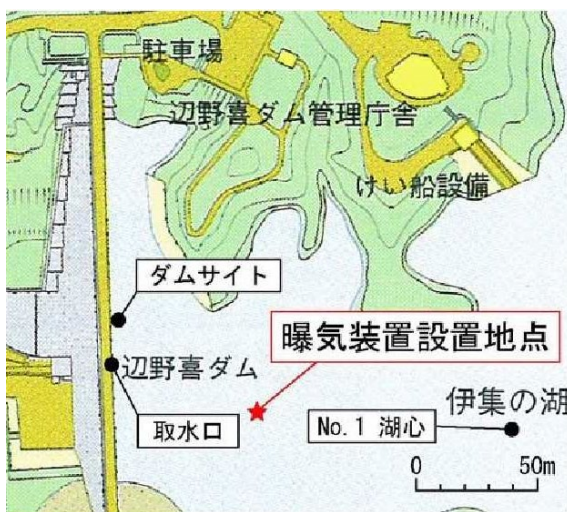 駐車場
辺野喜ダム管理庁舎
けい船設備
ダムサイト
曝気装置設置地点
辺野喜ダム
伊集の湖
取水口
No.1 湖心
0 50m